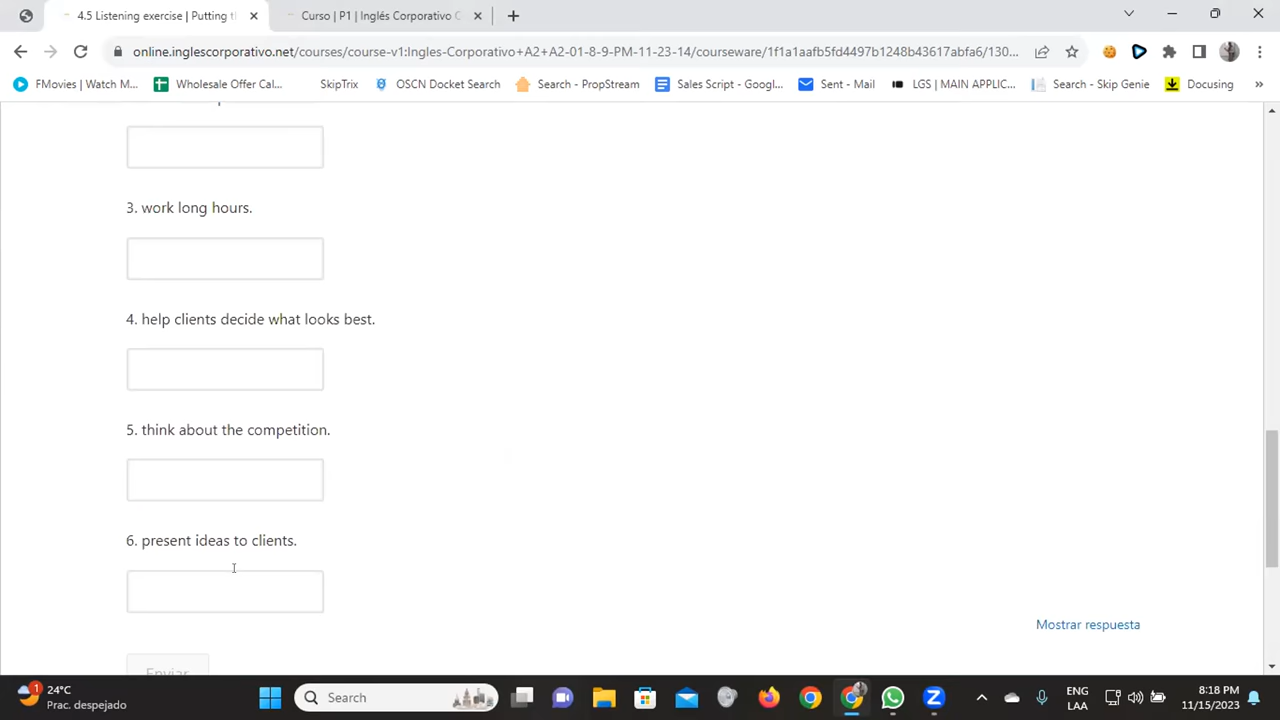 4.5 Listening exercise | Putting t
Curso | P1 | Inglés Corporativo C
online.inglescorporativo.net/courses/course-v1:Ingles-Corporativo+A2+A2-01-8-9-PM-11-23-14/courseware/1f1a1aafb5fd4497b1248b43617abfa6/130...
FMovies | Watch M... Wholesale Offer Cal... SkipTrix OSCN Docket Search Search - PropStream Sales Script - Googl... Sent - Mail LGS | MAIN APPLIC... Search - Skip Genie Docusing »
3. work long hours.
4. help clients decide what looks best.
5. think about the competition.
6. present ideas to clients.
Mostrar respuesta
Enviar
1 24°C
Prac. despejado
Search
ENG
LAA
8:18 PM
11/15/2023